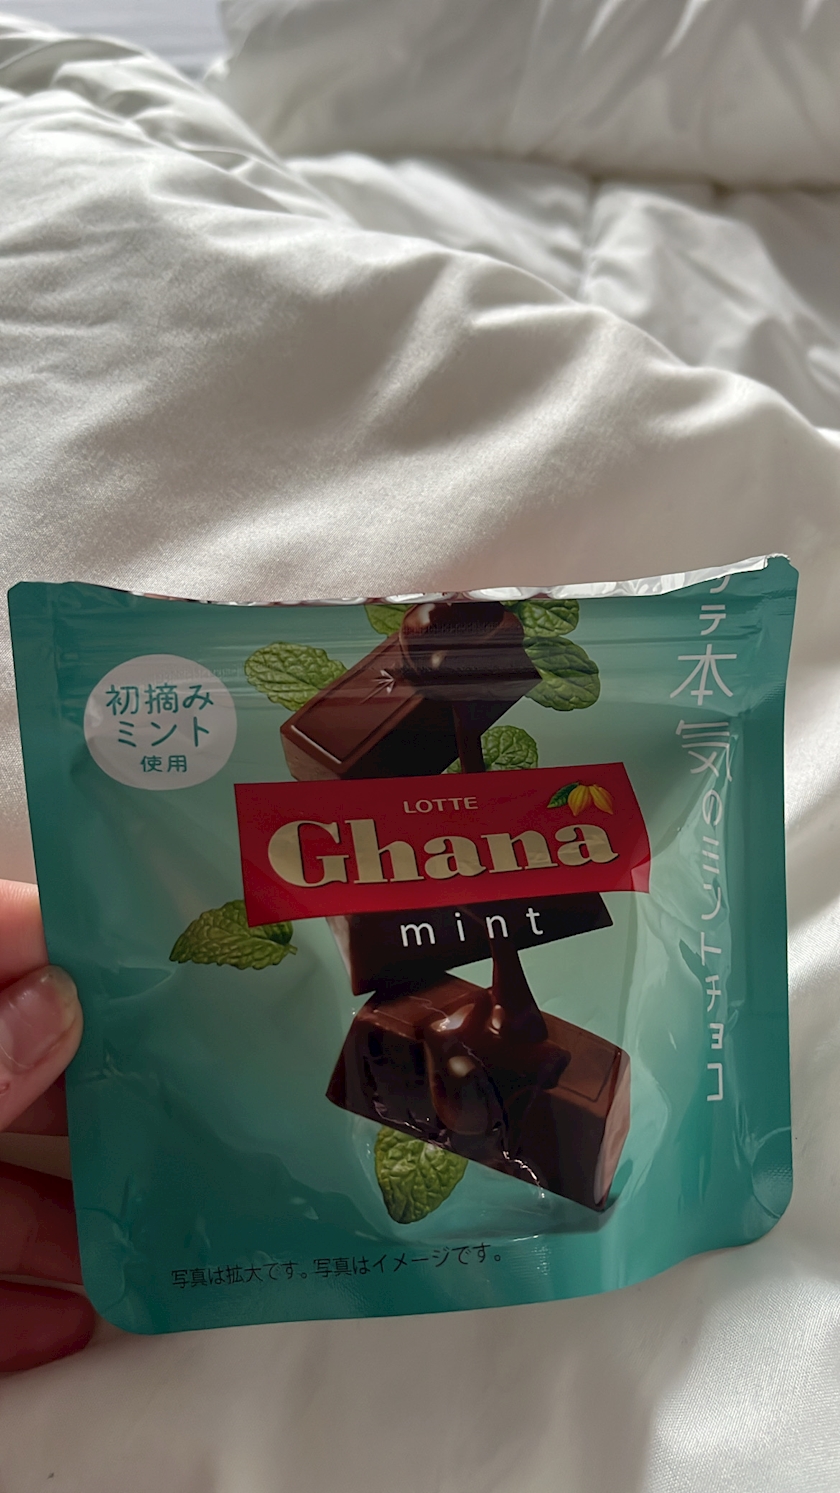 初摘み
ミント
使用
LOTTE
Ghana
mint
テ本気のミントチョコ
写真は拡大です。写真はイメージです。